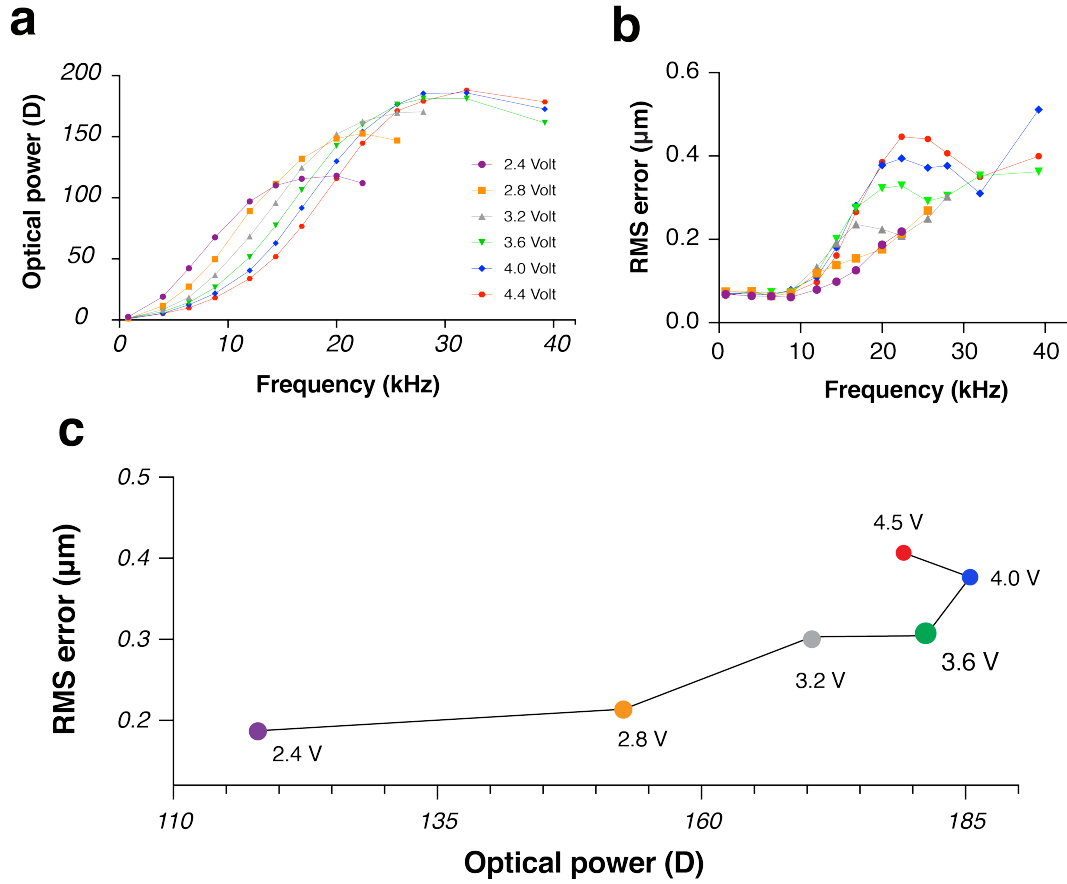 a
200
150
100
50
0
Optical power (D)
0 10 20 30 40
Frequency (kHz)
2.4 Volt
2.8 Volt
3.2 Volt
3.6 Volt
4.0 Volt
4.4 Volt
b
0.6
0.4
0.2
0.0
RMS error (µm)
0 10 20 30 40
Frequency (kHz)
c
0.5
0.4
0.3
0.2
RMS error (µm)
4.5 V
4.0 V
3.6 V
3.2 V
2.8 V
2.4 V
110 135 160 185
Optical power (D)